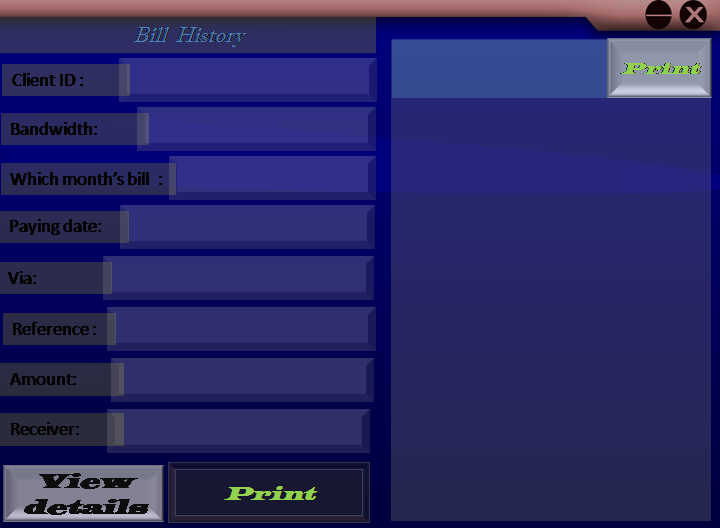 Bill History
Client ID :
Bandwidth:
Which month's bill :
Paying date:
Via:
Reference :
Amount:
Receiver:
View
details
Print
Print